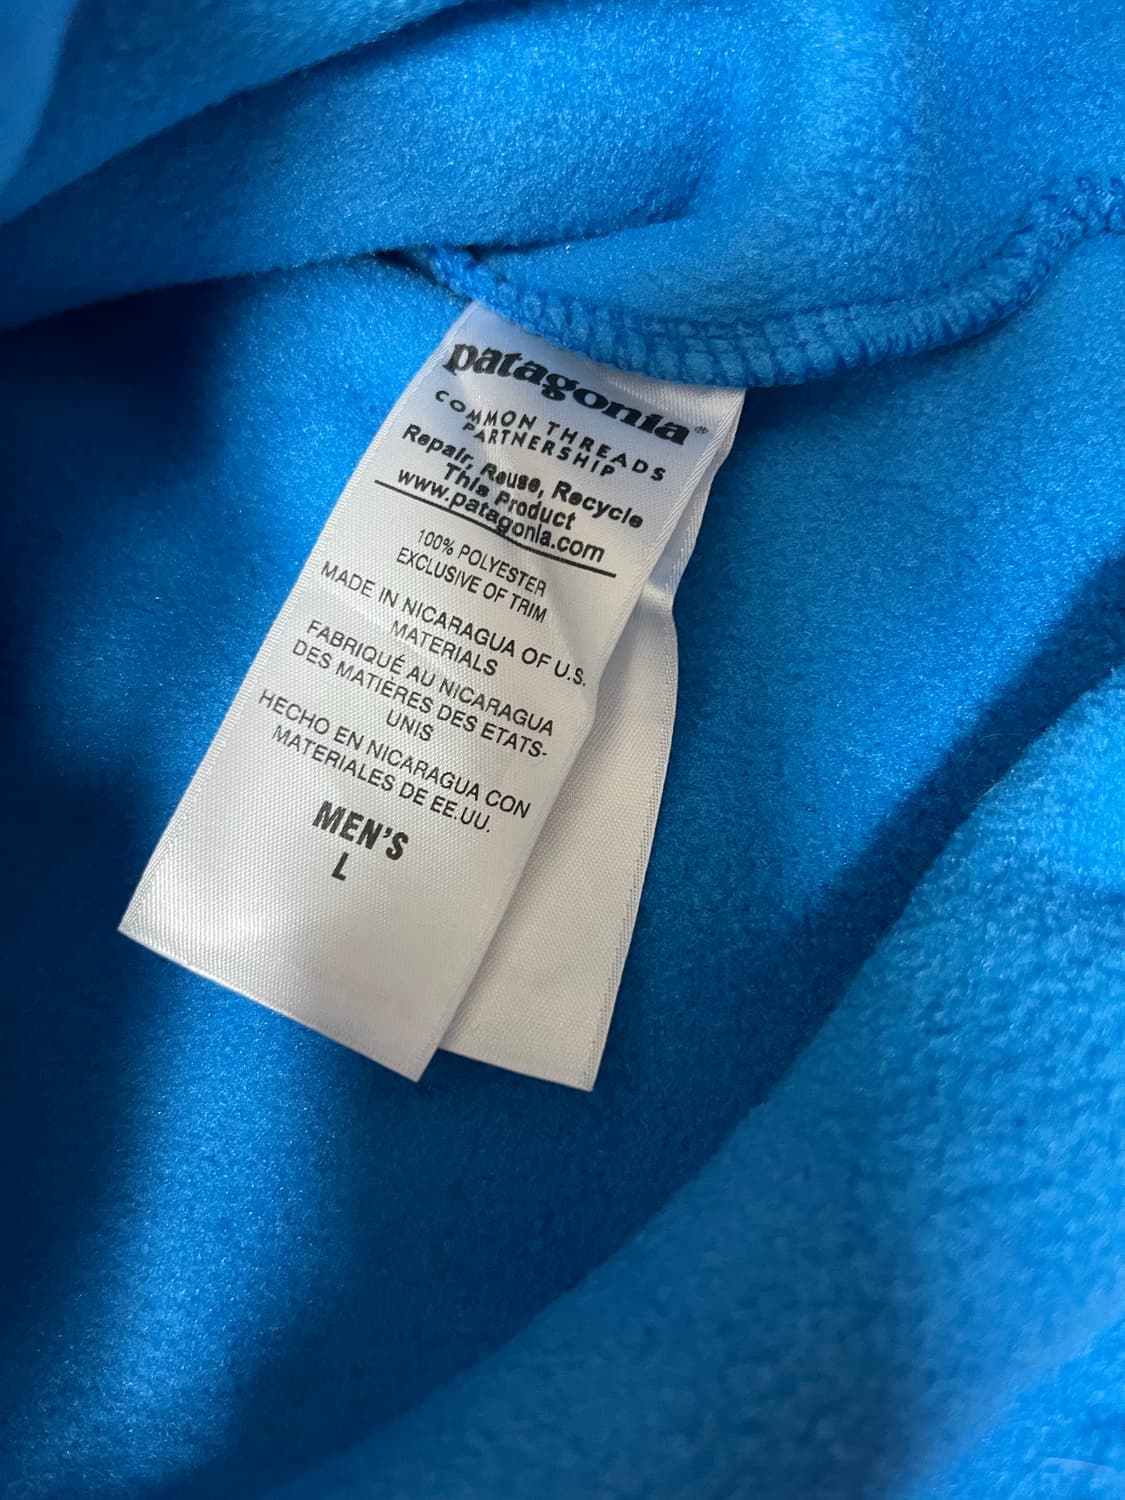 patagonia®
COMMON THREADS
PARTNERSHIP
Repair, Reuse, Recycle
This Product
www.patagonia.com
100% POLYESTER
EXCLUSIVE OF TRIM
MADE IN NICARAGUA OF U.S.
MATERIALS
FABRIQUÉ AU NICARAGUA
DES MATIÈRES DES ETATS-
UNIS
HECHO EN NICARAGUA CON
MATERIALES DE EE.UU.
MEN'S
L